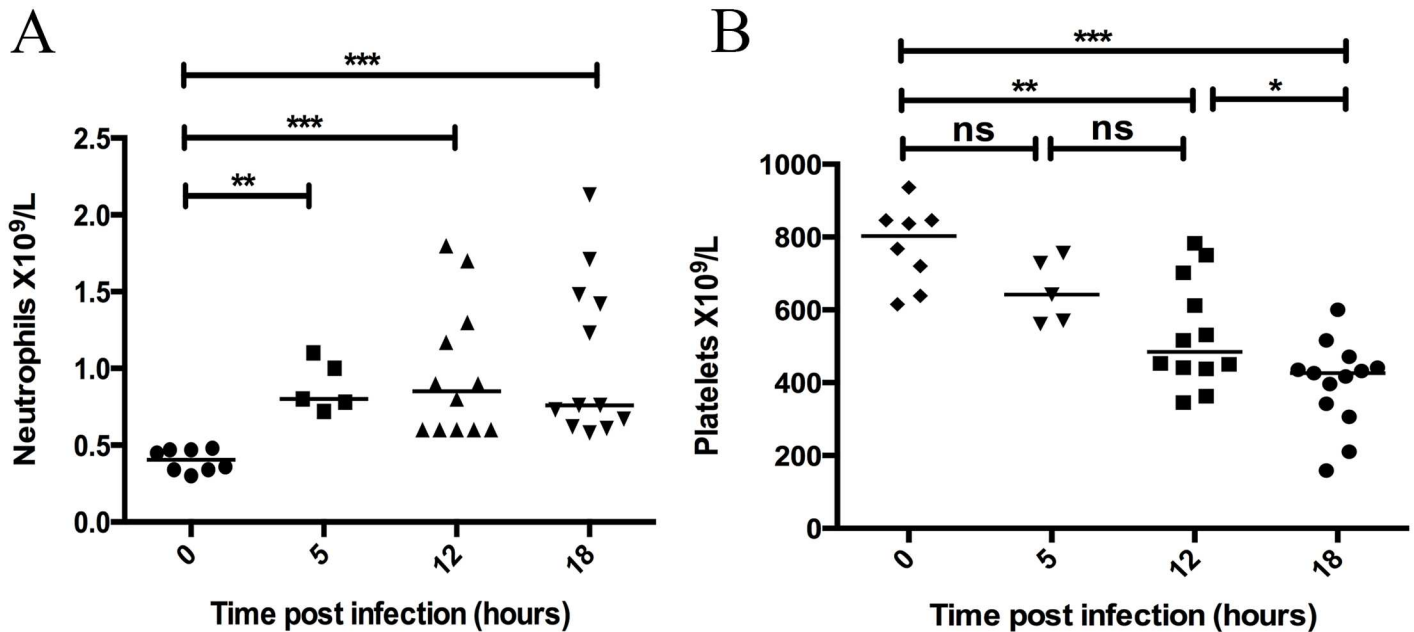 A
***
***
**
2.5
2.0
1.5
1.0
0.5
0.0
Neutrophils X10⁹/L
0 5 12 18
Time post infection (hours)
B
***
** *
ns ns
1000
800
600
400
200
0
Platelets X10⁹/L
0 5 12 18
Time post infection (hours)